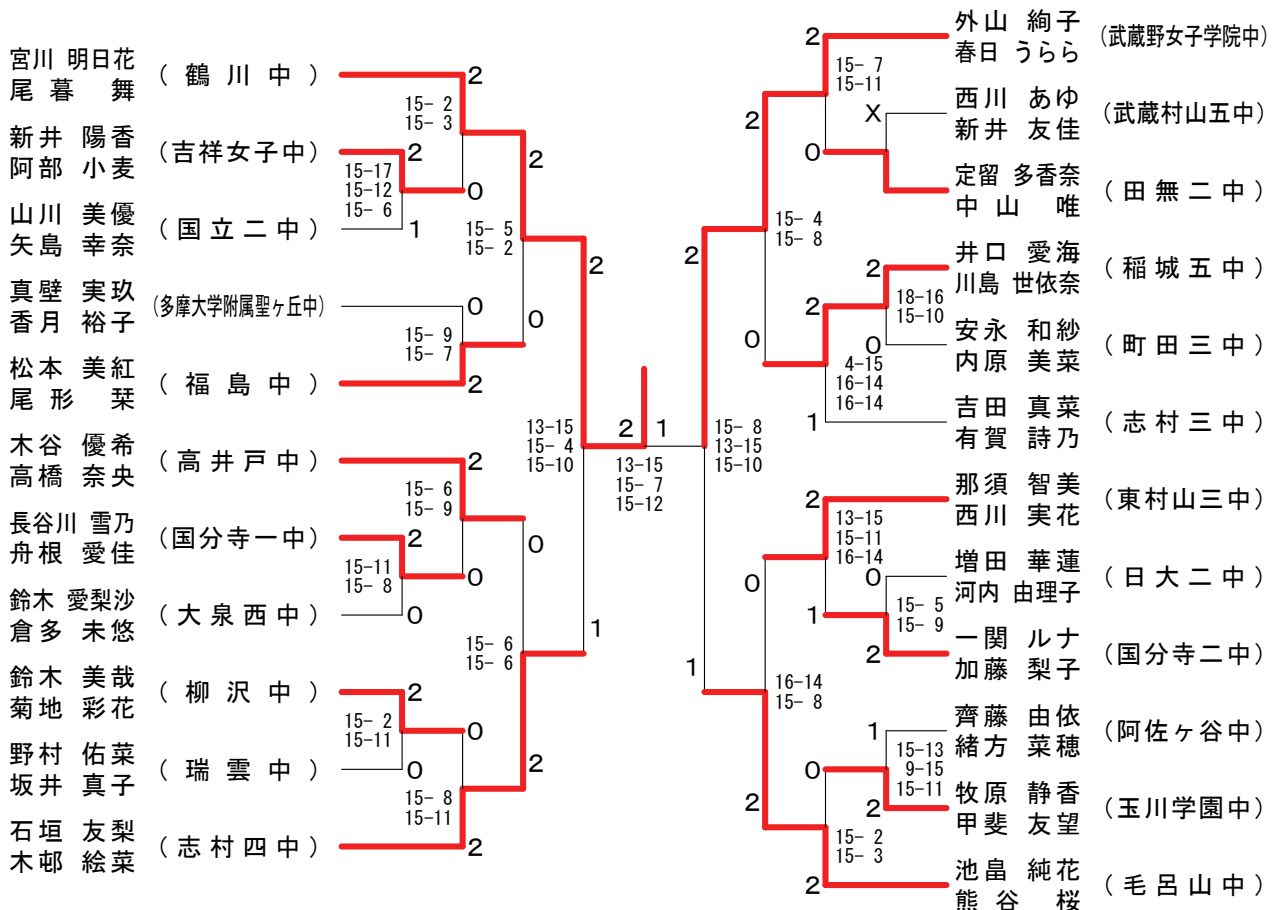 宮川 明日花
尾暮 舞
(鶴川中)
2
15- 2
15- 3
新井 陽香
阿部 小麦
(吉祥女子中)
2
15-17
15-12
15- 6
0
山川 美優
矢島 幸奈
(国立二中)
1
2
15- 5
15- 2
真壁 実玖
香月 裕子
(多摩大学附属聖ヶ丘中)
0
15- 9
15- 7
0
松本 美紅
尾形 栞
(福島中)
2
2
13-15
15- 4
15-10
木谷 優希
高橋 奈央
(高井戸中)
2
15- 6
15- 9
長谷川 雪乃
舟根 愛佳
(国分寺一中)
2
15-11
15- 8
0
鈴木 愛梨沙
倉多 未悠
(大泉西中)
0
0
15- 6
15- 6
1
鈴木 美哉
菊地 彩花
(柳沢中)
2
15- 2
15-11
0
野村 佑菜
坂井 真子
(瑞雲中)
0
15- 8
15-11
2
石垣 友梨
木邨 絵菜
(志村四中)
2
2 1
13-15
15- 7
15-12
外山 絢子
春日 うらら
(武蔵野女子学院中)
2
15- 7
15-11
西川 あゆ
新井 友佳
(武蔵村山五中)
X
2
0
定留 多香奈
中山 唯
(田無二中)
15- 4
15- 8
2
井口 愛海
川島 世依奈
(稲城五中)
2
18-16
15-10
2
安永 和紗
内原 美菜
(町田三中)
0
0
4-15
16-14
16-14
吉田 真菜
有賀 詩乃
(志村三中)
1
15- 8
13-15
15-10
那須 智美
西川 実花
(東村山三中)
2
13-15
15-11
16-14
増田 華蓮
河内 由理子
(日大二中)
0
15- 5
15- 9
0
1
一関 ルナ
加藤 梨子
(国分寺二中)
2
1
16-14
15- 8
齊藤 由依
緒方 菜穂
(阿佐ヶ谷中)
1
15-13
9-15
15-11
0
牧原 静香
甲斐 友望
(玉川学園中)
2
2
15- 2
15- 3
池畠 純花
熊谷 桜
(毛呂山中)
2